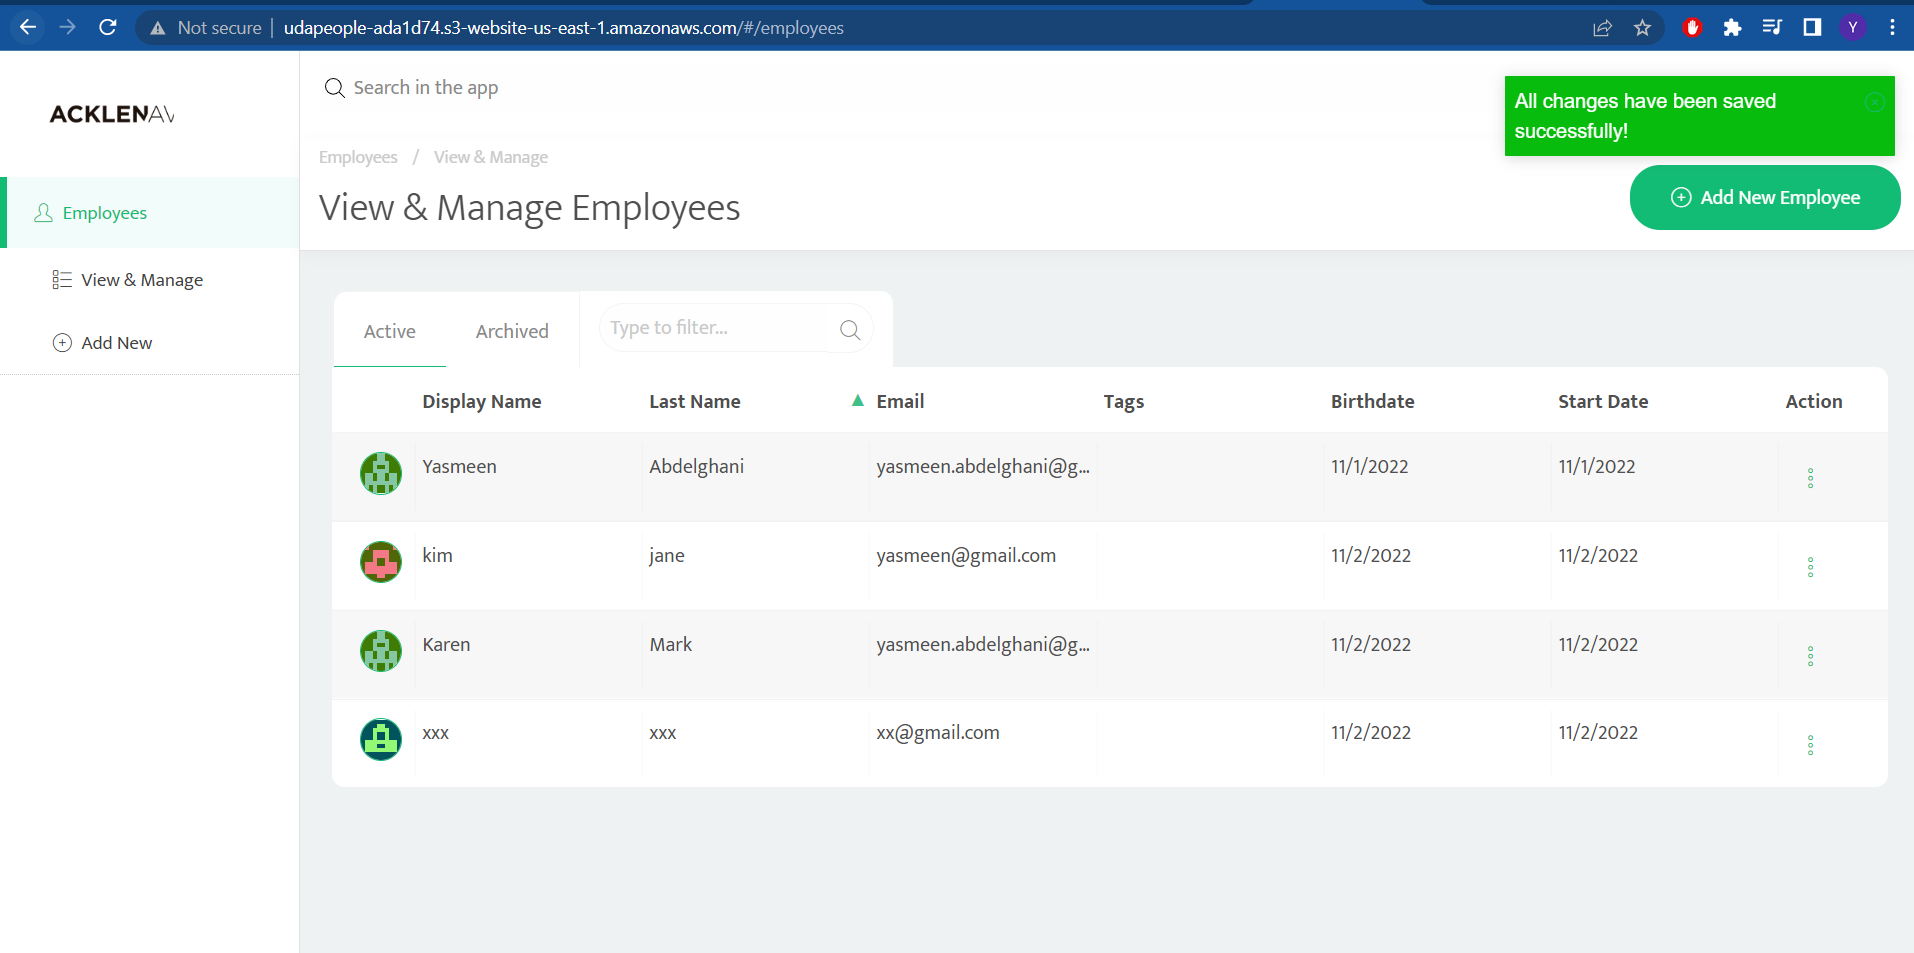 Not secure | udapeople-ada1d74.s3-website-us-east-1.amazonaws.com/#/employees
Y
ACKLENAV
Search in the app
All changes have been saved
successfully!
Employees / View & Manage
View & Manage Employees
Add New Employee
Employees
View & Manage
Add New
Active Archived Type to filter...
Display Name Last Name ▲ Email Tags Birthdate Start Date Action
Yasmeen Abdelghani yasmeen.abdelghani@g... 11/1/2022 11/1/2022
kim jane yasmeen@gmail.com 11/2/2022 11/2/2022
Karen Mark yasmeen.abdelghani@g... 11/2/2022 11/2/2022
xxx xxx xx@gmail.com 11/2/2022 11/2/2022